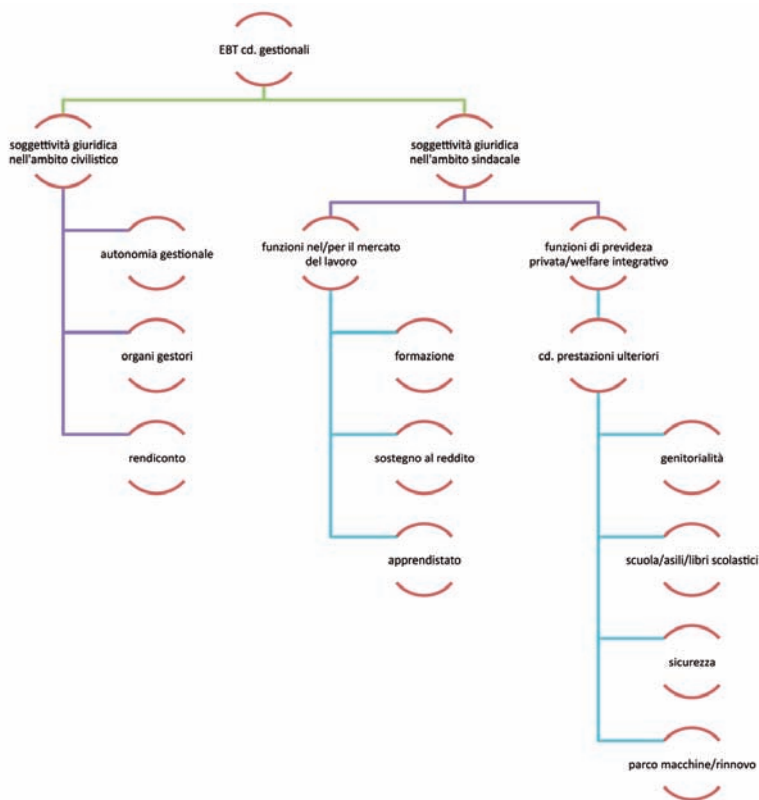 EBT cd. gestionali
soggettività giuridica
nell'ambito civilistico
soggettività giuridica
nell'ambito sindacale
autonomia gestionale
organi gestori
rendiconto
funzioni nel/per il mercato
del lavoro
formazione
sostegno al reddito
apprendistato
funzioni di prevideza
privata/welfare integrativo
cd. prestazioni ulteriori
genitorialità
scuola/asili/libri scolastici
sicurezza
parco macchine/rinnovo